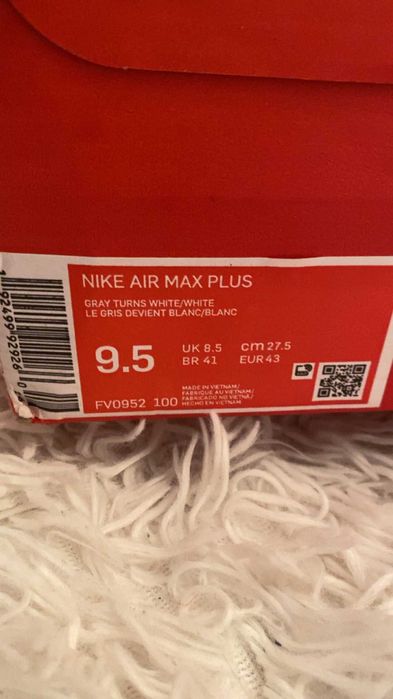 NIKE AIR MAX PLUS
GRAY TURNS WHITE/WHITE
LE GRIS DEVIENT BLANC/BLANC
9.5
UK 8.5 cm 27.5
BR 41 EUR 43
FV0952 100
MADE IN VIETNAM/
FABRIQUE AU VIETNAM/
FABRICADO NO VIETNÃ/
HECHO EN VIETNAM